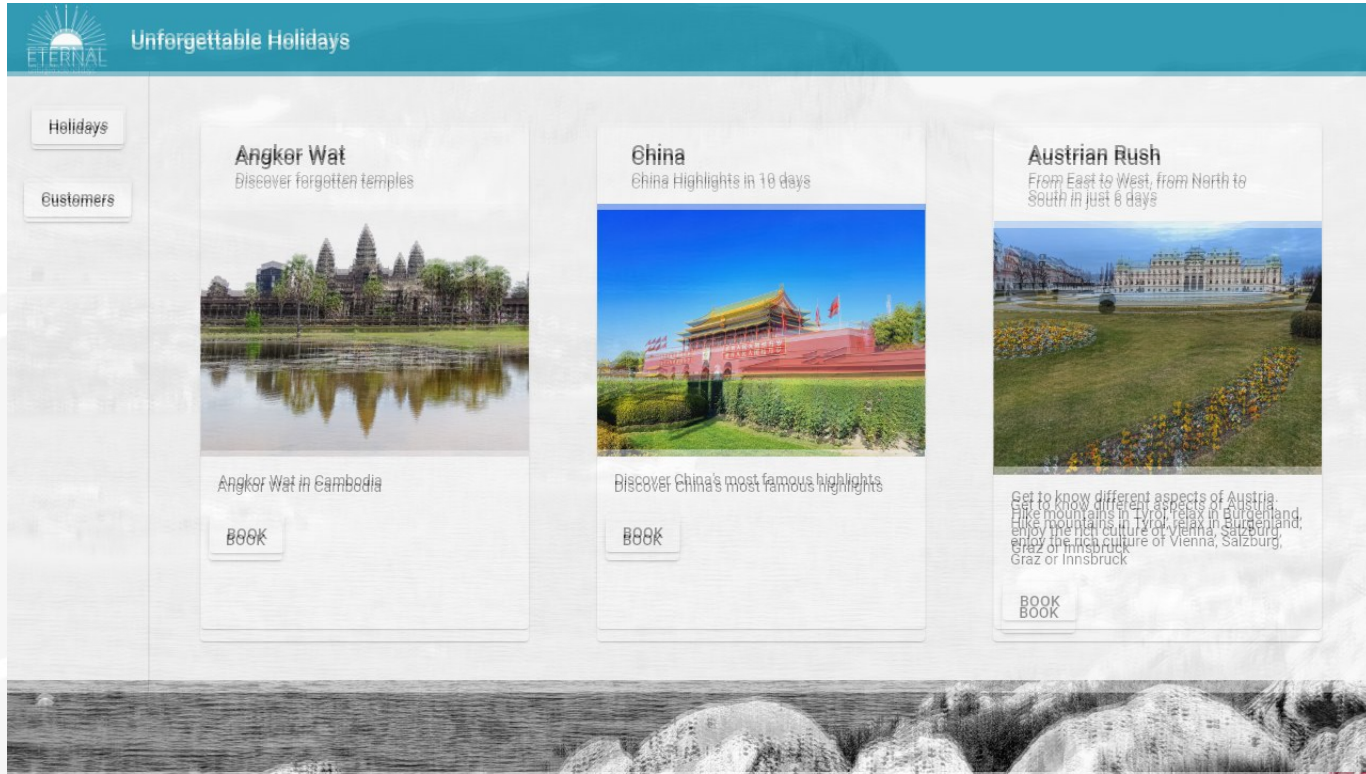 ETERNAL
Unforgettable Holidays
Holidays
Customers
Angkor Wat
Discover forgotten temples
Angkor Wat in Cambodia
BOOK
China
China Highlights in 10 days
Discover China's most famous highlights
BOOK
Austrian Rush
From East to West, from North to
South in just 6 days
Get to know different aspects of Austria.
Hike mountains in Tyrol, relax in Burgenland,
enjoy the rich culture of Vienna, Salzburg,
Graz or Innsbruck
BOOK